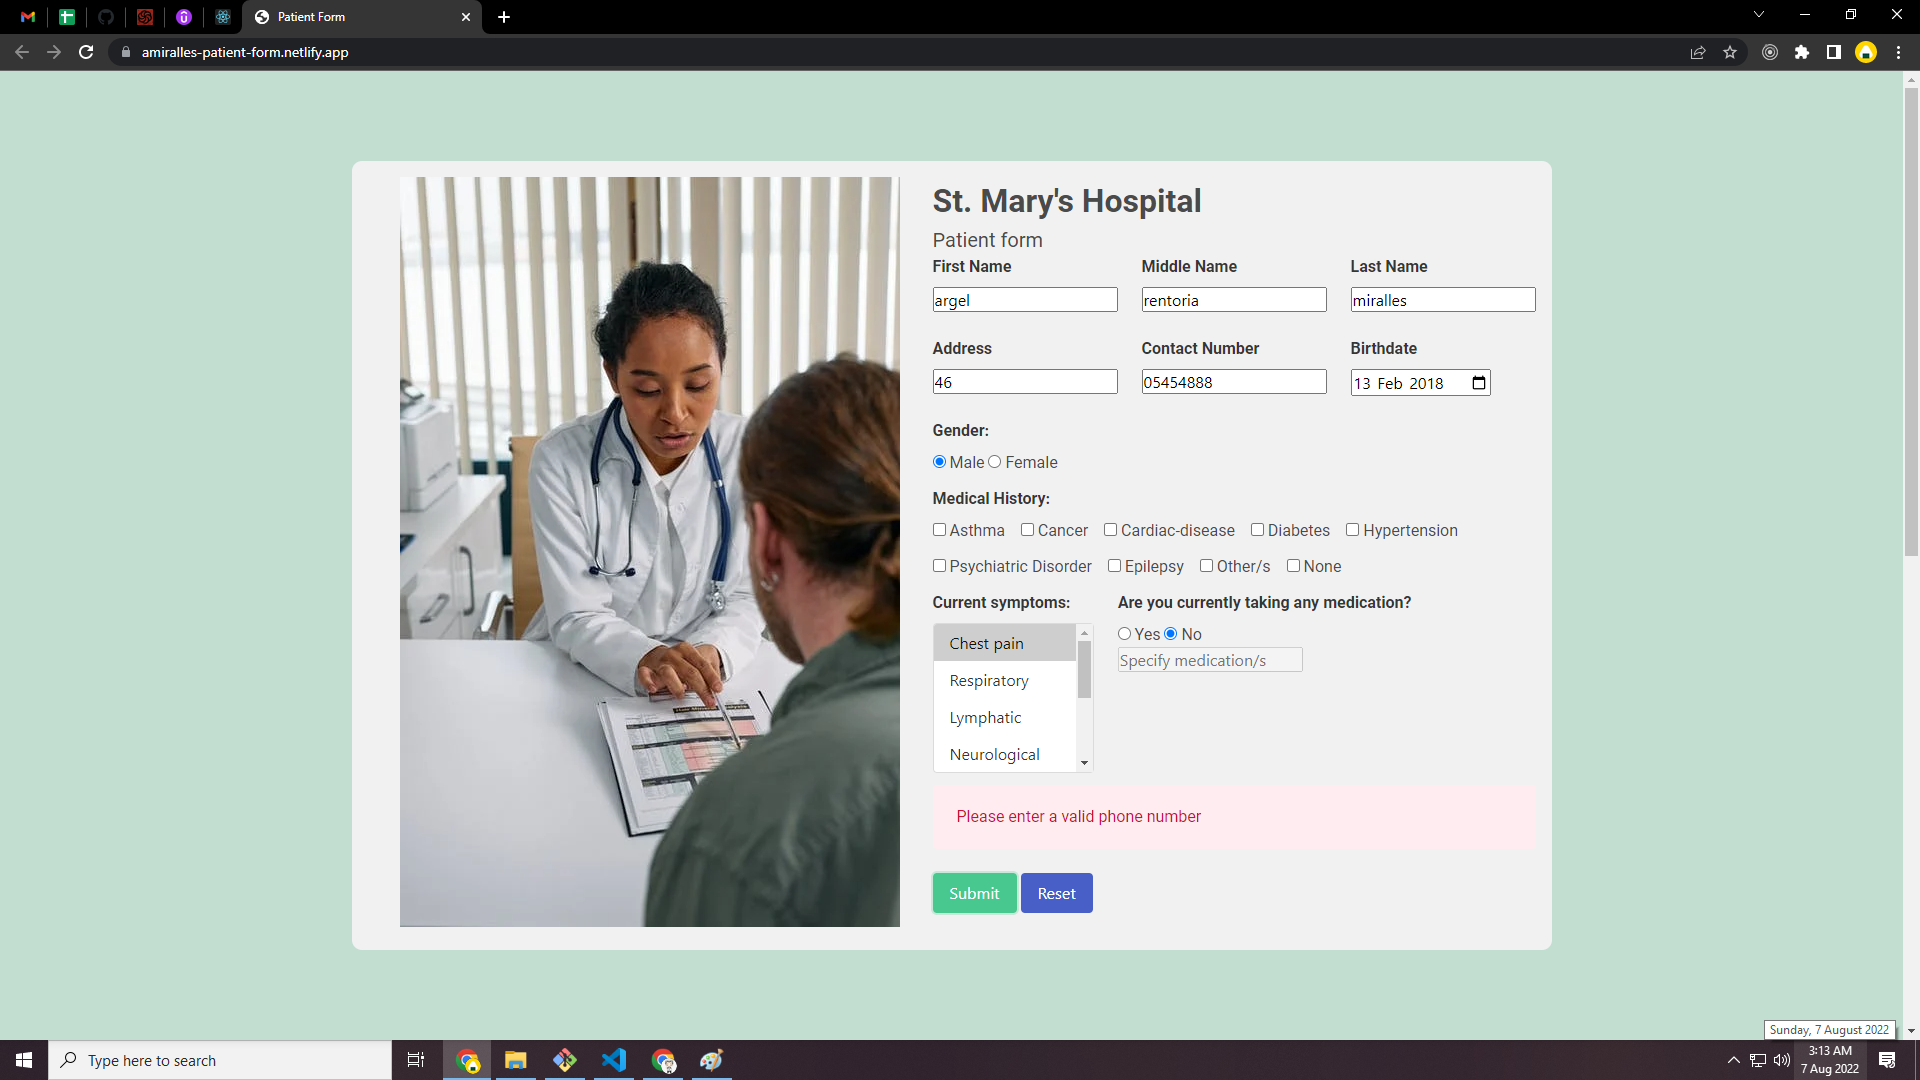 Patient Form
amiralles-patient-form.netlify.app
St. Mary's Hospital
Patient form
First Name Middle Name Last Name
argel rentoria miralles
Address Contact Number Birthdate
46 05454888 13 Feb 2018
Gender:
Male Female
Medical History:
Asthma Cancer Cardiac-disease Diabetes Hypertension
Psychiatric Disorder Epilepsy Other/s None
Current symptoms: Are you currently taking any medication?
Chest pain Yes No
Specify medication/s
Respiratory
Lymphatic
Neurological
Please enter a valid phone number
Submit Reset
Sunday, 7 August 2022
Type here to search
3:13 AM
7 Aug 2022